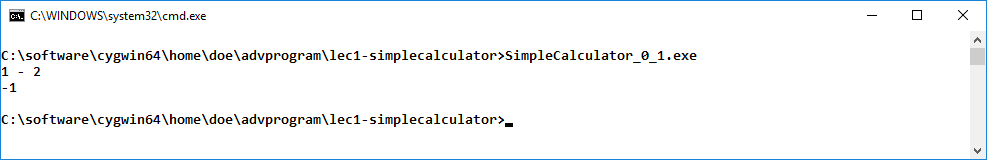 C:\WINDOWS\system32\cmd.exe
C:\software\cygwin64\home\doe\advprogram\lec1-simplecalculator>SimpleCalculator_0_1.exe
1 - 2
-1
C:\software\cygwin64\home\doe\advprogram\lec1-simplecalculator>